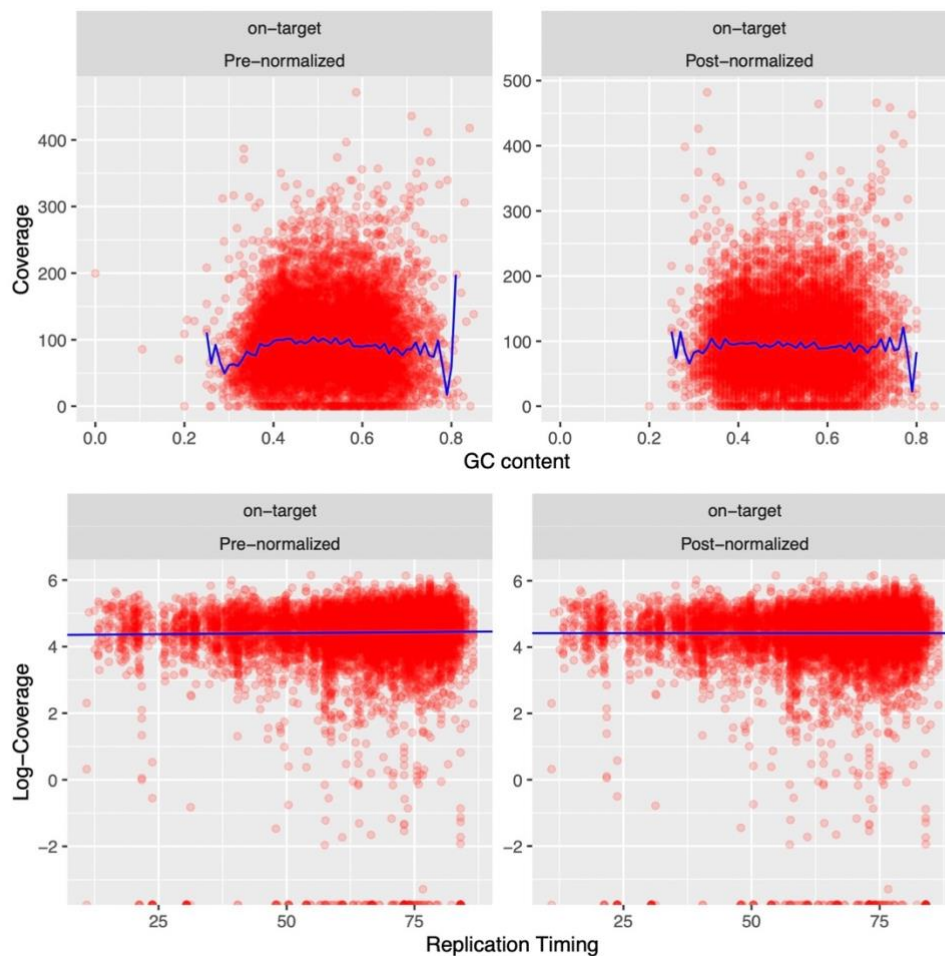 on-target on-target
Pre-normalized Post-normalized
Coverage
400
300
200
100
0
500
400
300
200
100
0
0.0 0.2 0.4 0.6 0.8 0.0 0.2 0.4 0.6 0.8
GC content
on-target on-target
Pre-normalized Post-normalized
Log-Coverage
6
4
2
0
-2
6
4
2
0
-2
25 50 75 25 50 75
Replication Timing